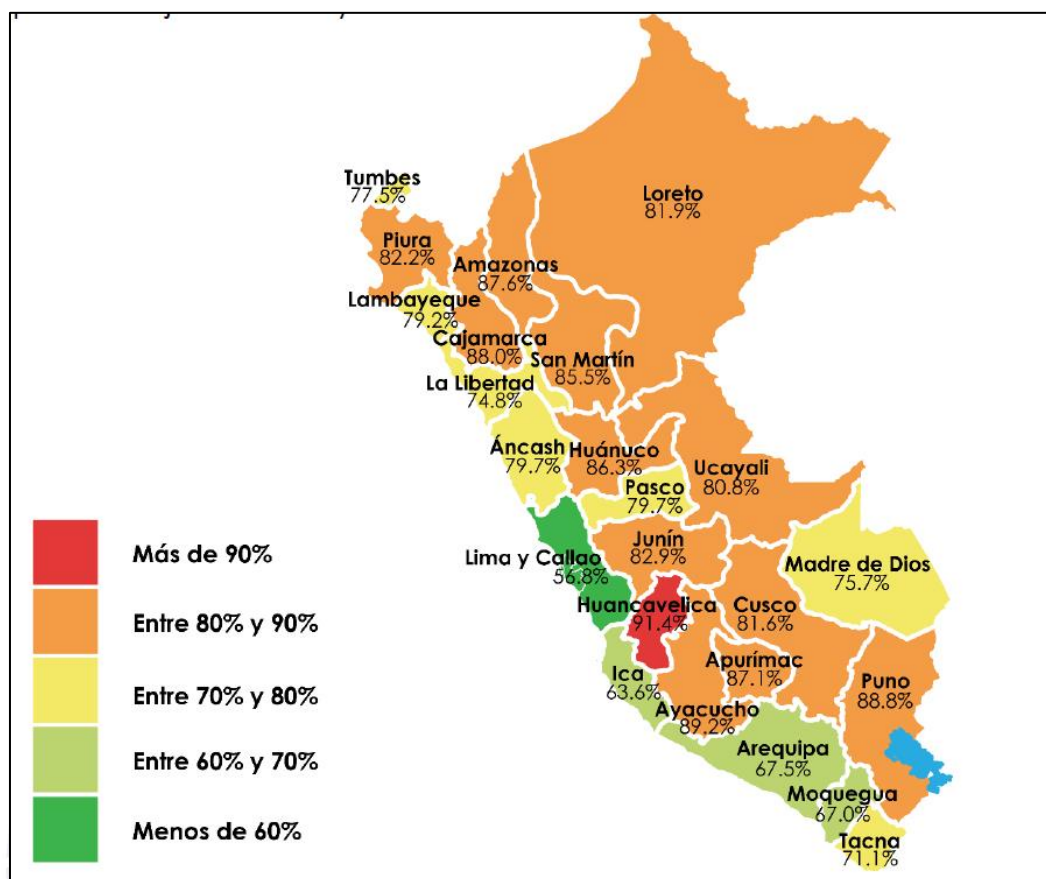 Tumbes
77.5%
Loreto
81.9%
Piura
82.2%
Amazonas
87.6%
Lambayeque
79.2%
Cajamarca
88.0%
San Martín
85.5%
La Libertad
74.8%
Áncash
79.7%
Huánuco
86.3%
Ucayali
80.8%
Pasco
79.7%
Junín
82.9%
Lima y Callao
56.8%
Madre de Dios
75.7%
Huancavelica
91.4%
Cusco
81.6%
Ica
63.6%
Apurímac
87.1%
Puno
88.8%
Ayacucho
89.2%
Arequipa
67.5%
Moquegua
67.0%
Tacna
71.1%
Más de 90%
Entre 80% y 90%
Entre 70% y 80%
Entre 60% y 70%
Menos de 60%